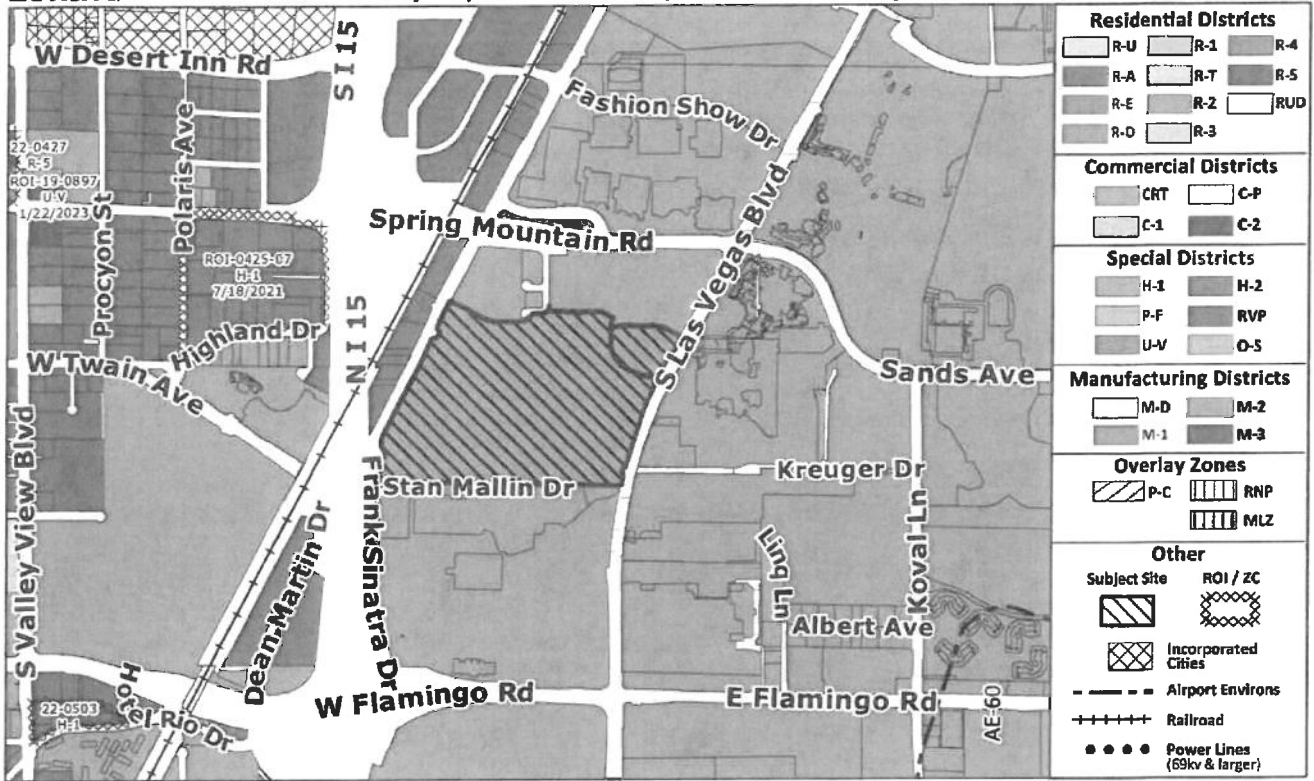 W Desert Inn Rd
S I 15
Fashion Show Dr
Polaris Ave
22-0427
R-5
ROI-19-0897
U-V
1/22/2023
Procyon St
Spring Mountain Rd
S Las Vegas Blvd
ROI-0425-07
H-1
7/18/2021
Highland Dr
N I 15
W Twain Ave
Sands Ave
S Valley View Blvd
Stan Mallin Dr
Kreuger Dr
Frank Sinatra Dr
Dean Martin Dr
Koval Ln
Linq Ln
Albert Ave
W Flamingo Rd
E Flamingo Rd
Hotel Rio Dr
22-0503
H-1
AE-60
Residential Districts
R-U R-1 R-4
R-A R-T R-5
R-E R-2 RUD
R-D R-3
Commercial Districts
CRT C-P
C-1 C-2
Special Districts
H-1 H-2
P-F RVP
U-V O-S
Manufacturing Districts
M-D M-2
M-1 M-3
Overlay Zones
P-C RNP
MLZ
Other
Subject Site ROI / ZC
Incorporated
Cities
Airport Environs
Railroad
Power Lines
(69kv & larger)